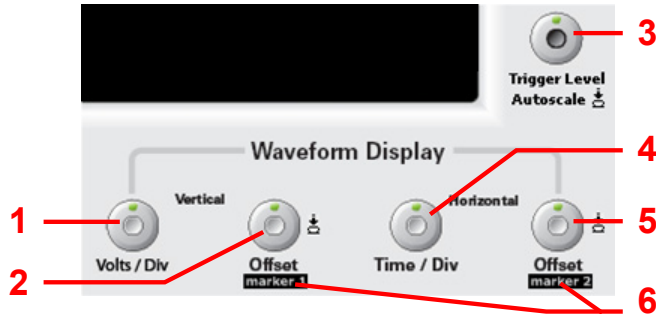 3
Trigger Level
Autoscale
Waveform Display
4
1
Vertical
Horizontal
5
2
Volts / Div
Offset
marker 1
Time / Div
Offset
marker 2
6